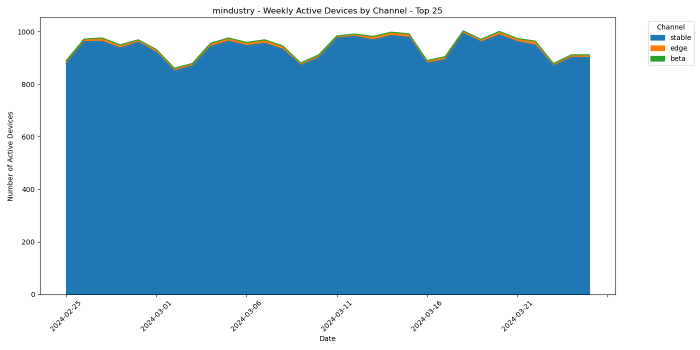 mindustry - Weekly Active Devices by Channel - Top 25
Channel
stable
edge
beta
Number of Active Devices
1000
800
600
400
200
0
2024-02-25
2024-03-01
2024-03-06
2024-03-11
2024-03-16
2024-03-21
Date